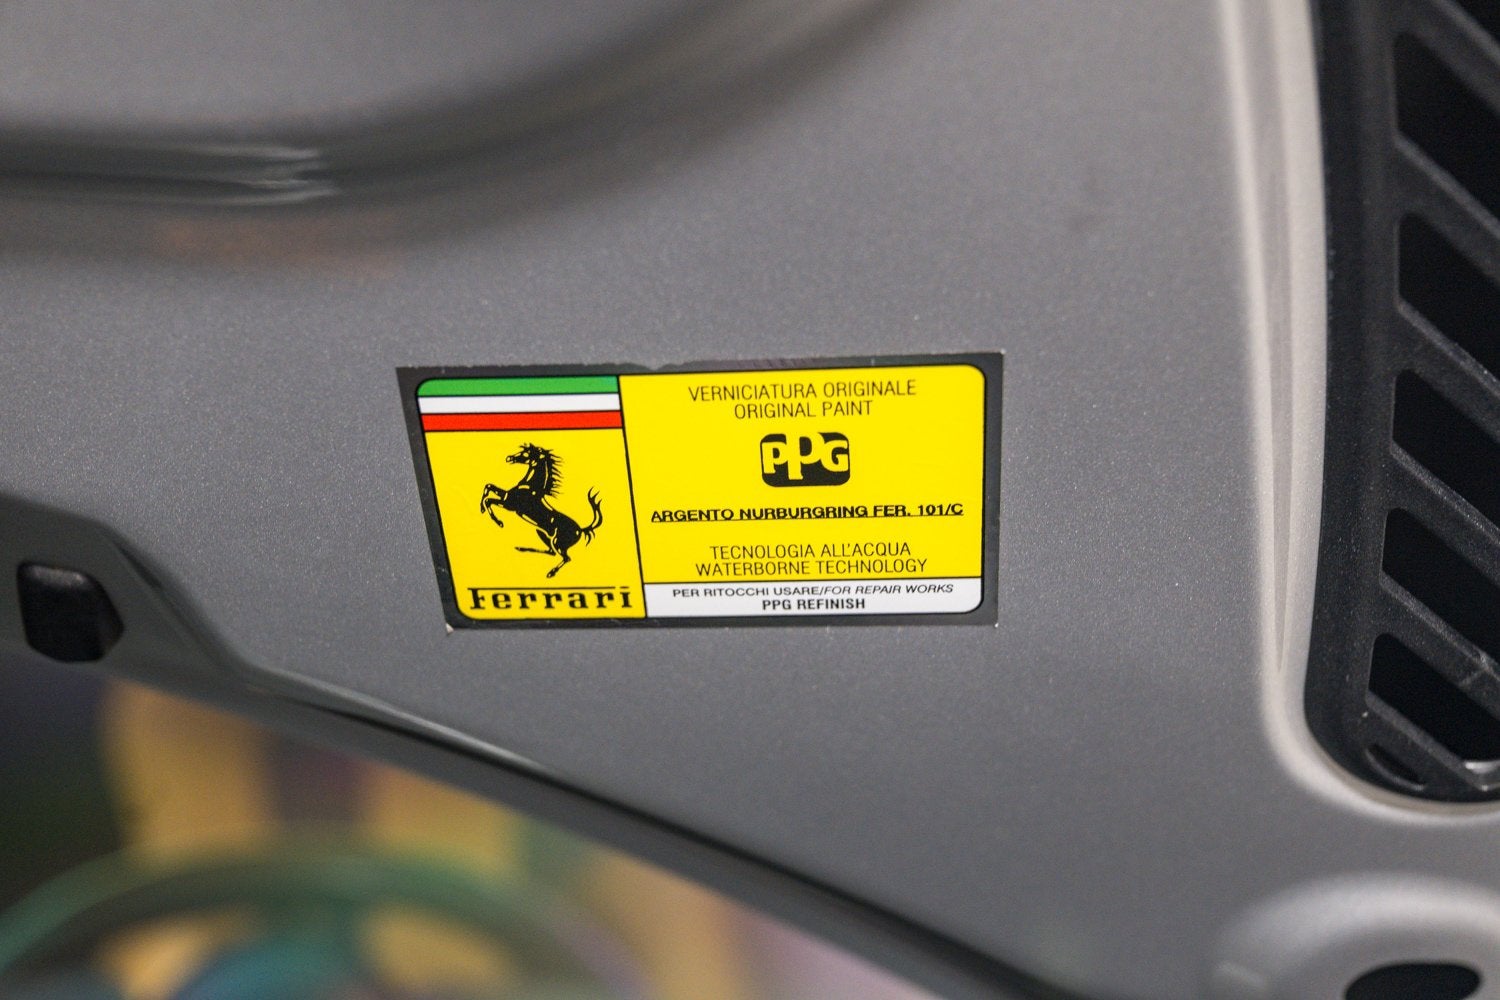 Ferrari
VERNICIATURA ORIGINALE
ORIGINAL PAINT
PPG
ARGENTO NURBURGRING FER. 101/C
TECNOLOGIA ALL'ACQUA
WATERBORNE TECHNOLOGY
PER RITOCCHI USARE/FOR REPAIR WORKS
PPG REFINISH